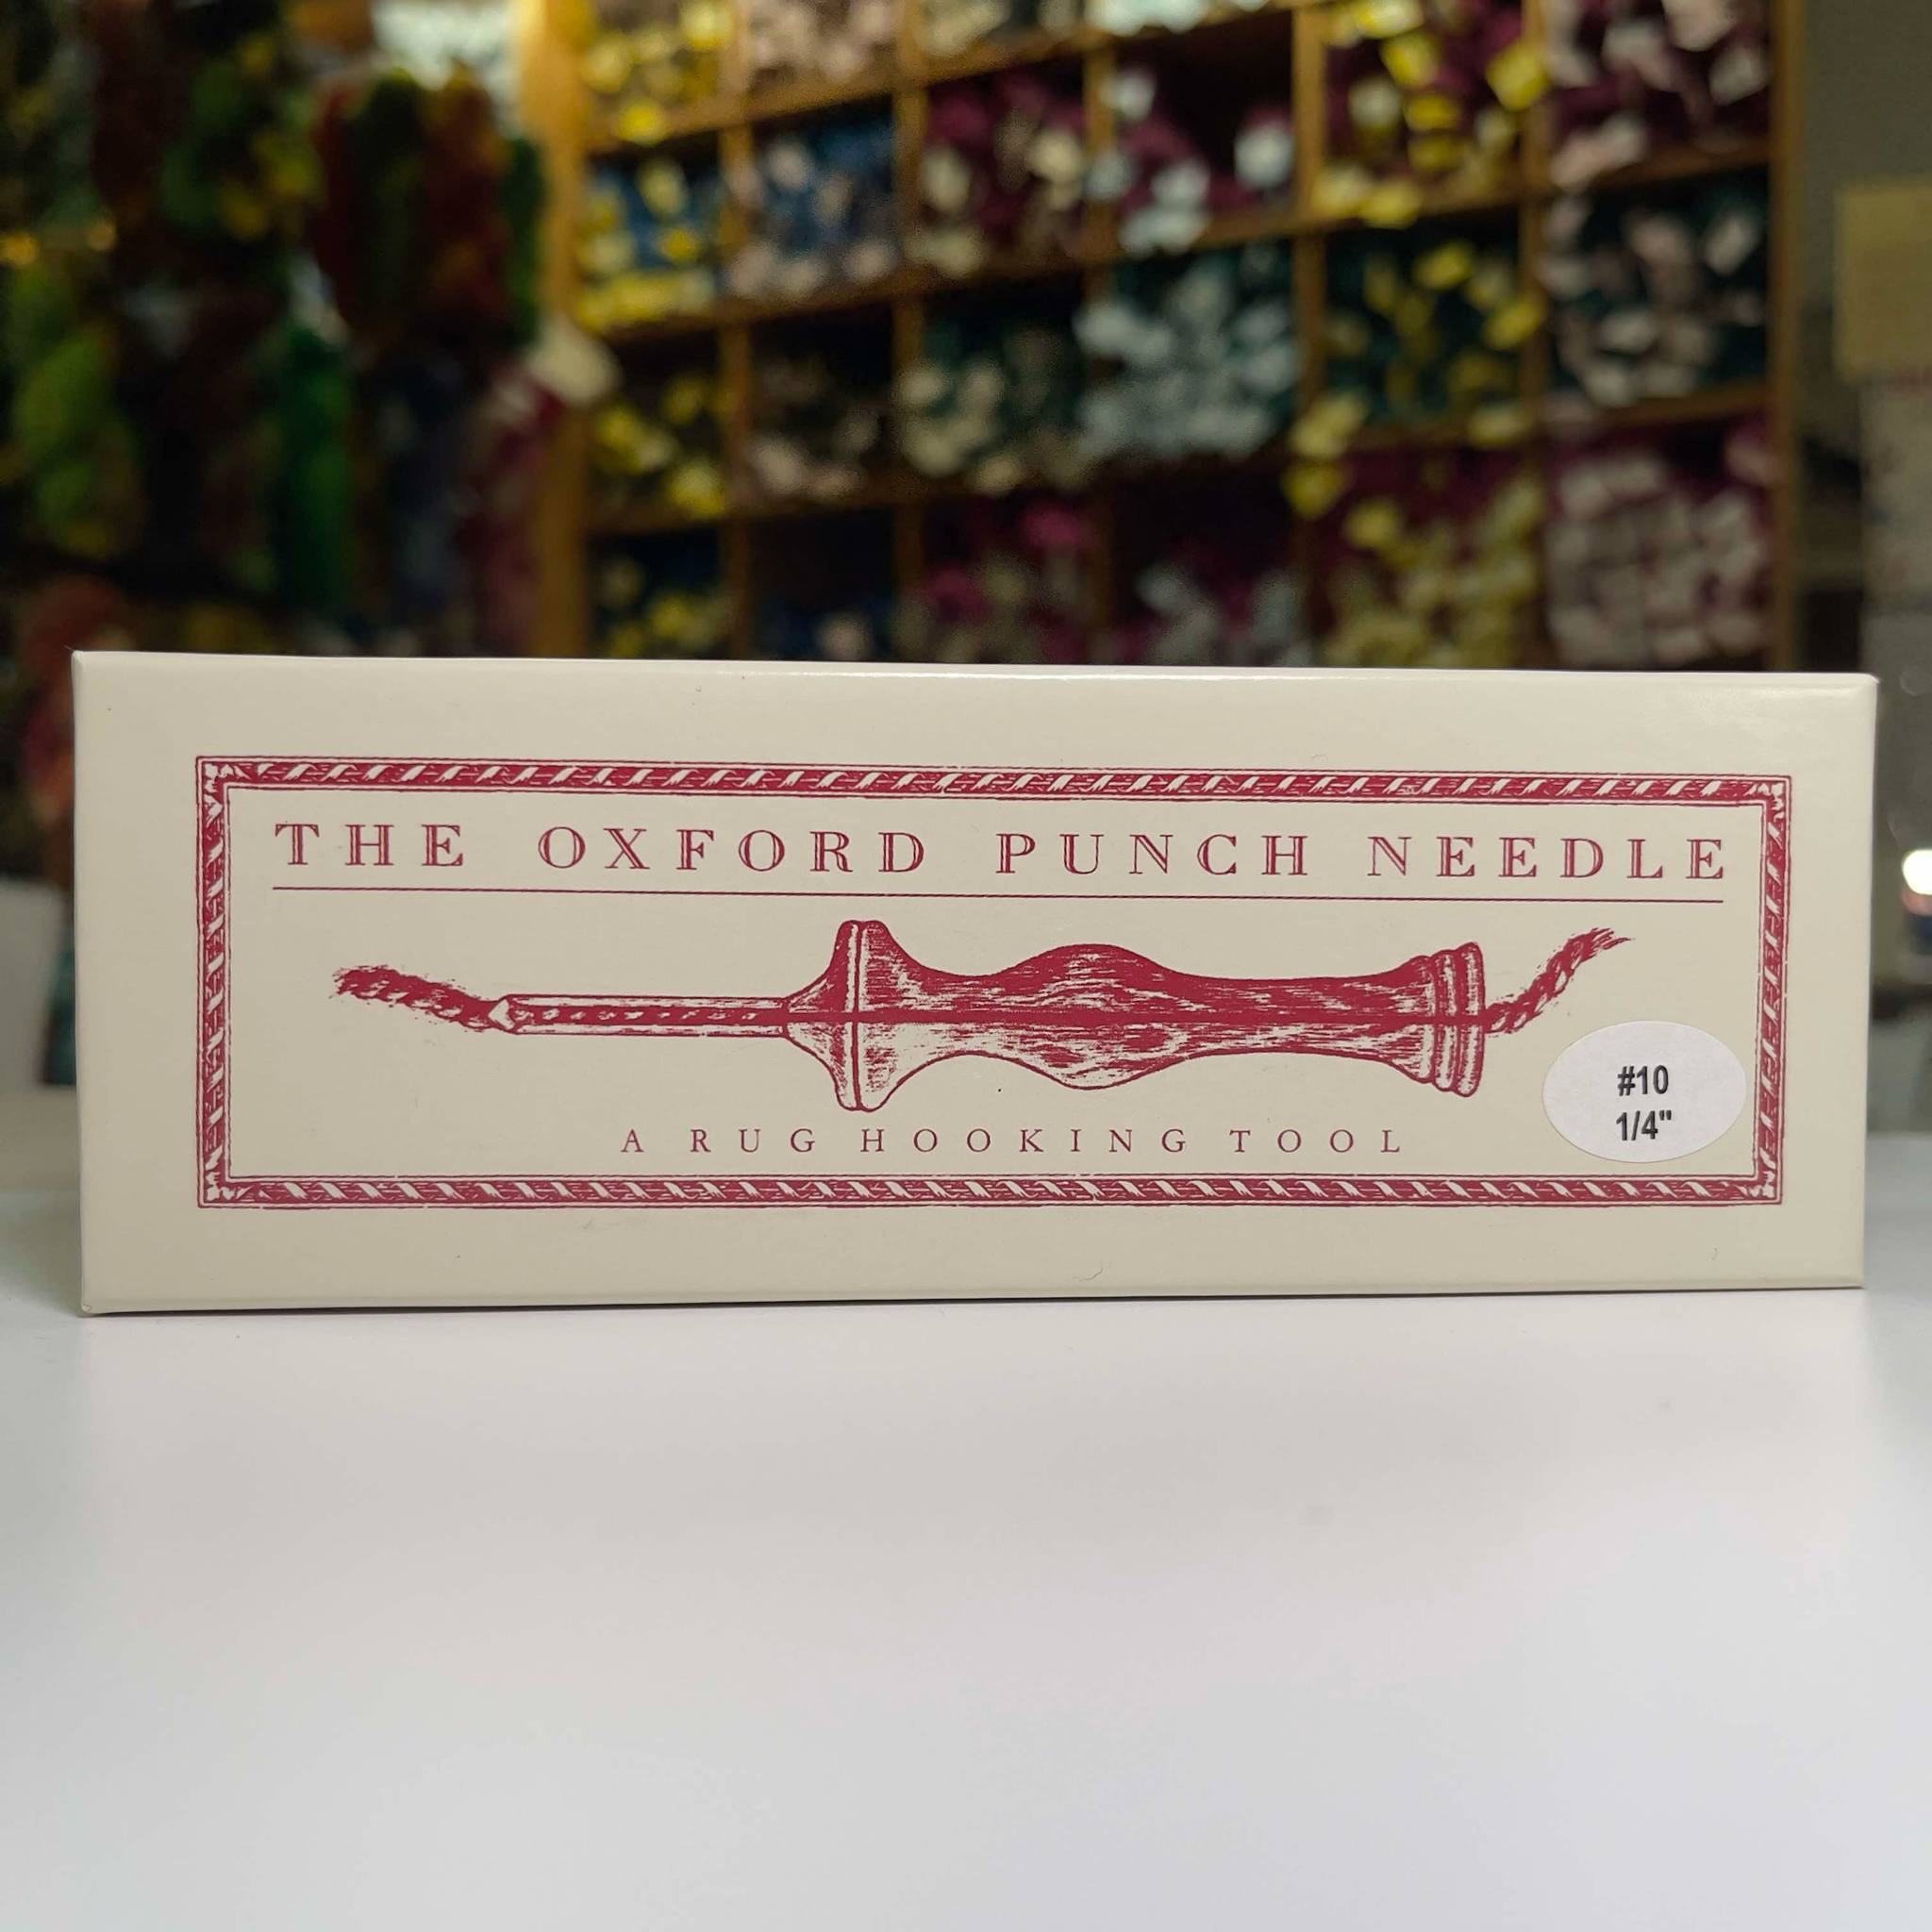 THE OXFORD PUNCH NEEDLE
A RUG HOOKING TOOL
#10
1/4"